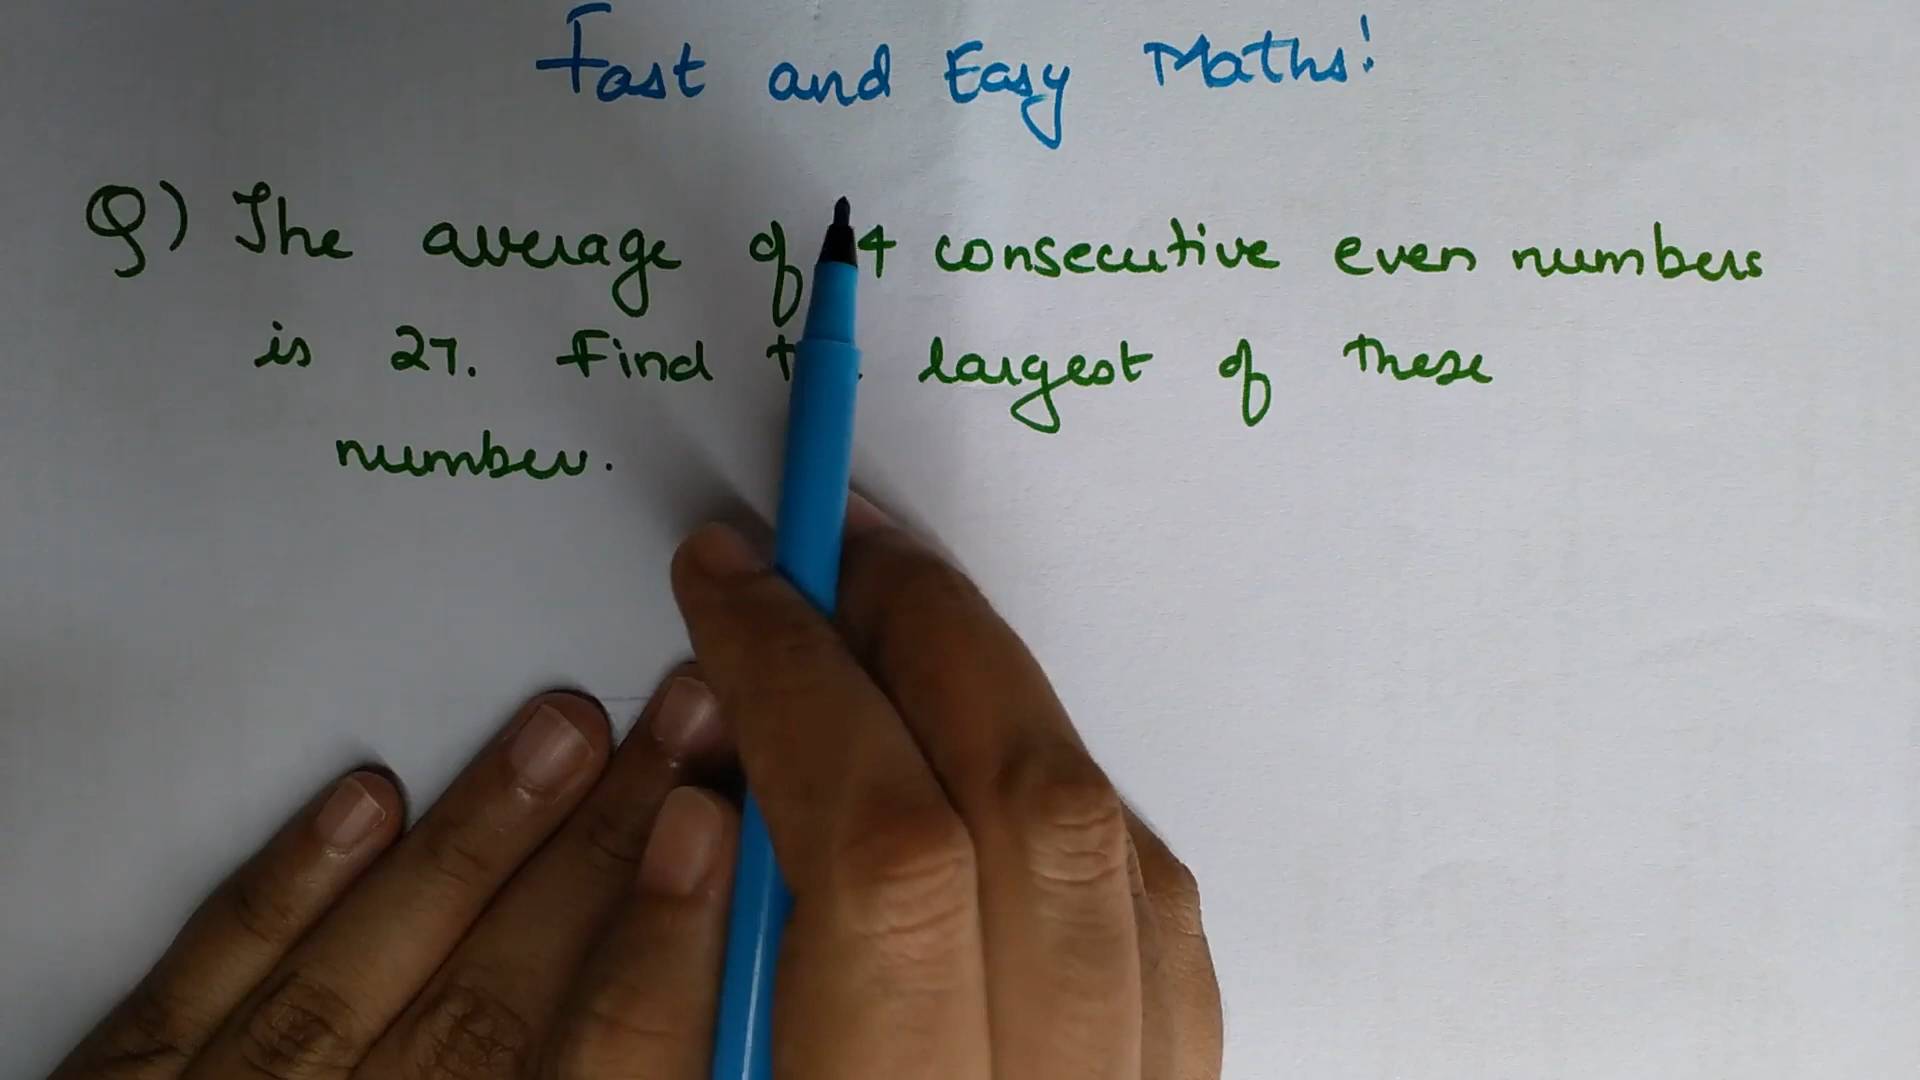 Fast and Easy Maths!
Q) The average of 4 consecutive even numbers
is 27. Find largest of these
number.